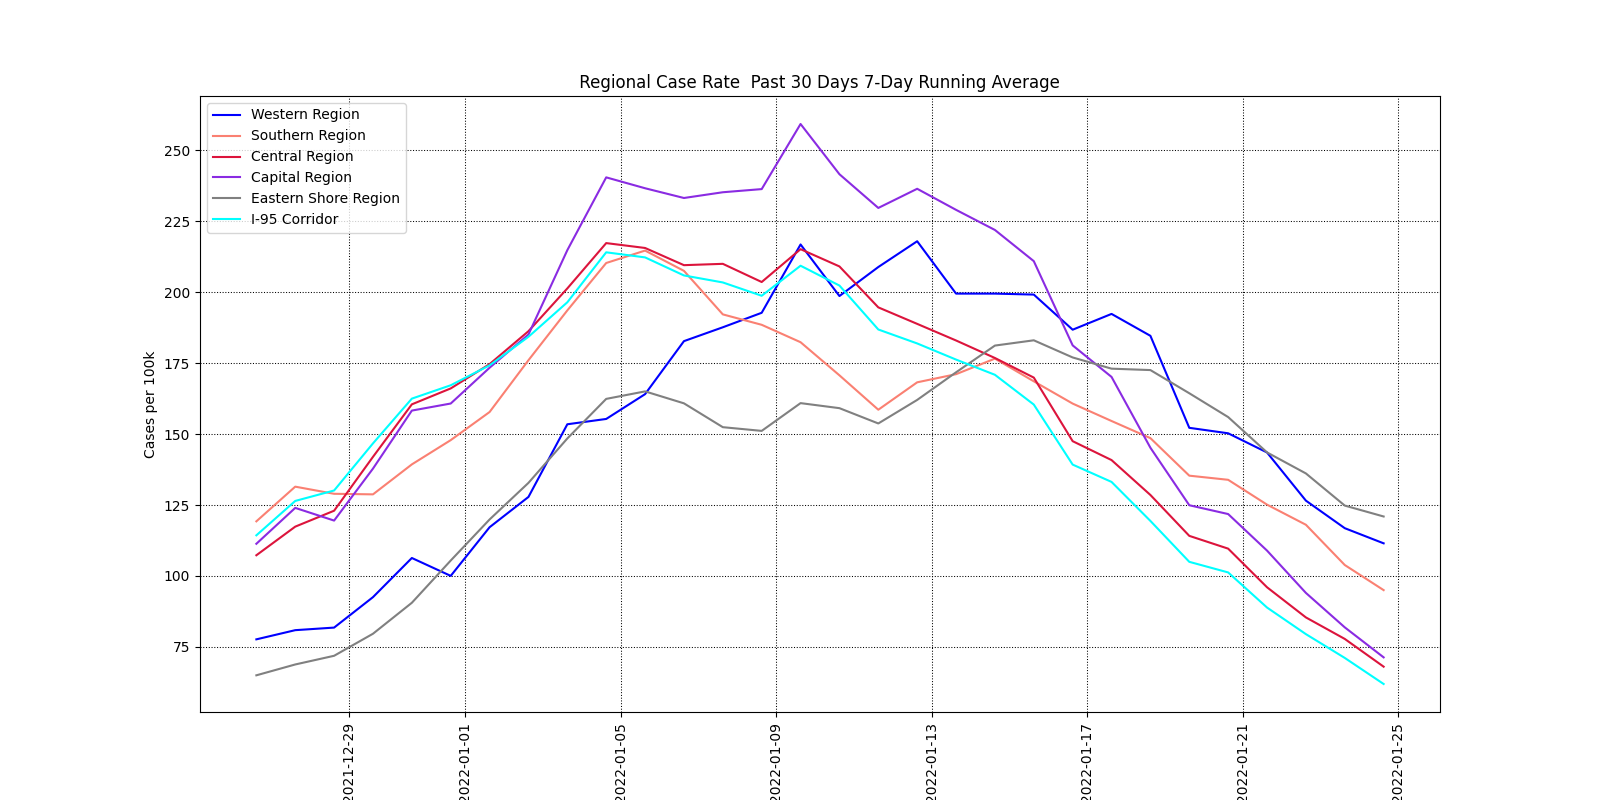 Regional Case Rate  Past 30 Days 7-Day Running Average
Western Region
Southern Region
Central Region
Capital Region
Eastern Shore Region
I-95 Corridor
Cases per 100k
250
225
200
175
150
125
100
75
2021-12-29
2022-01-01
2022-01-05
2022-01-09
2022-01-13
2022-01-17
2022-01-21
2022-01-25